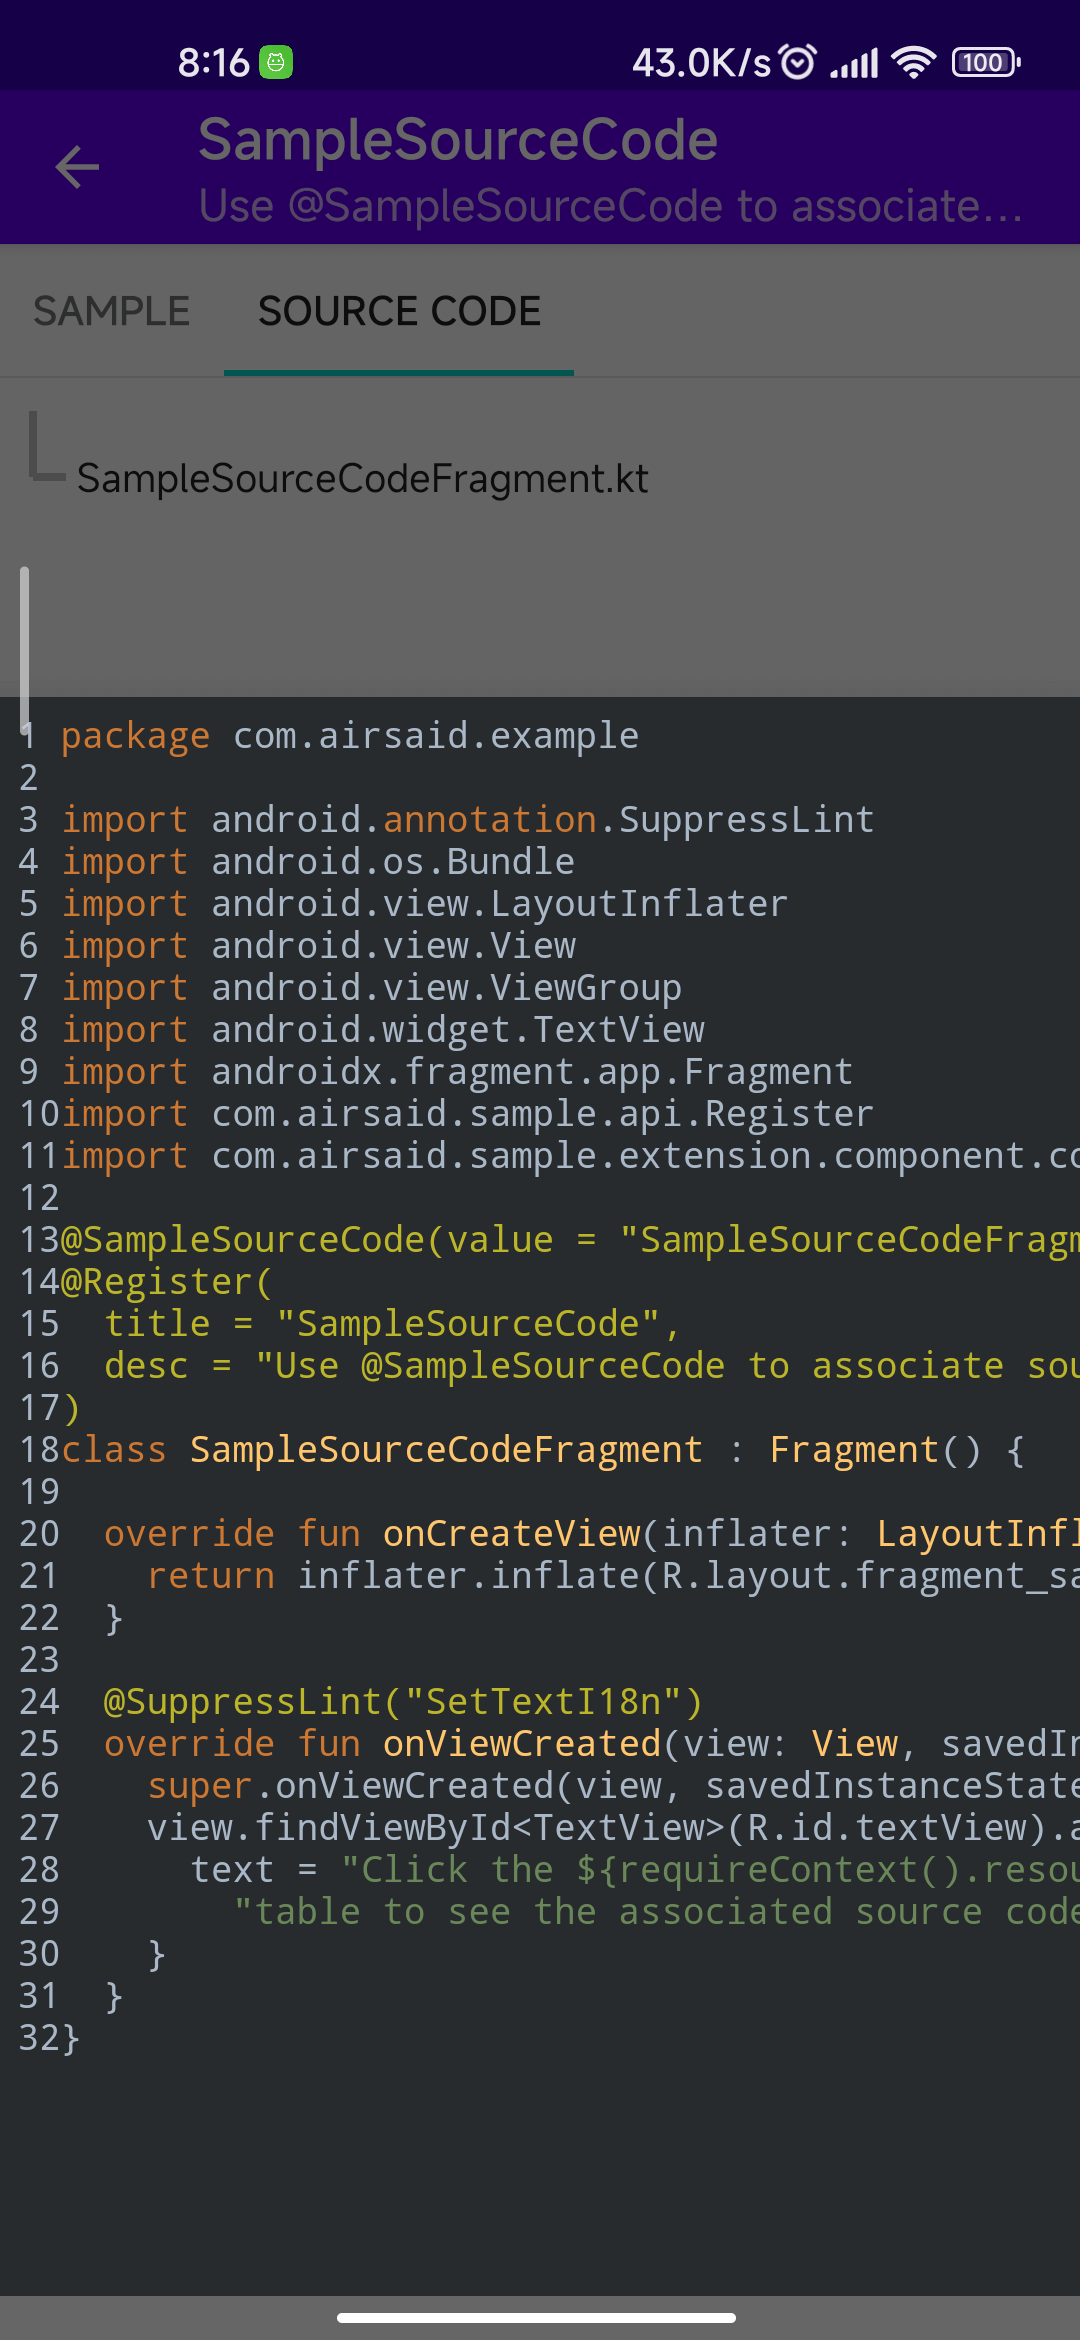 8:16 43.0K/s 100
SampleSourceCode
Use @SampleSourceCode to associate...
SAMPLE SOURCE CODE
SampleSourceCodeFragment.kt
1 package com.airsaid.example
2
3 import android.annotation.SuppressLint
4 import android.os.Bundle
5 import android.view.LayoutInflater
6 import android.view.View
7 import android.view.ViewGroup
8 import android.widget.TextView
9 import androidx.fragment.app.Fragment
10import com.airsaid.sample.api.Register
11import com.airsaid.sample.extension.component.co
12
13@SampleSourceCode(value = "SampleSourceCodeFragm
14@Register(
15  title = "SampleSourceCode",
16  desc = "Use @SampleSourceCode to associate sou
17)
18class SampleSourceCodeFragment : Fragment() {
19
20  override fun onCreateView(inflater: LayoutInfl
21    return inflater.inflate(R.layout.fragment_sa
22  }
23
24  @SuppressLint("SetTextI18n")
25  override fun onViewCreated(view: View, savedIn
26    super.onViewCreated(view, savedInstanceState
27    view.findViewById<TextView>(R.id.textView).a
28      text = "Click the ${requireContext().resou
29        "table to see the associated source code
30    }
31  }
32}